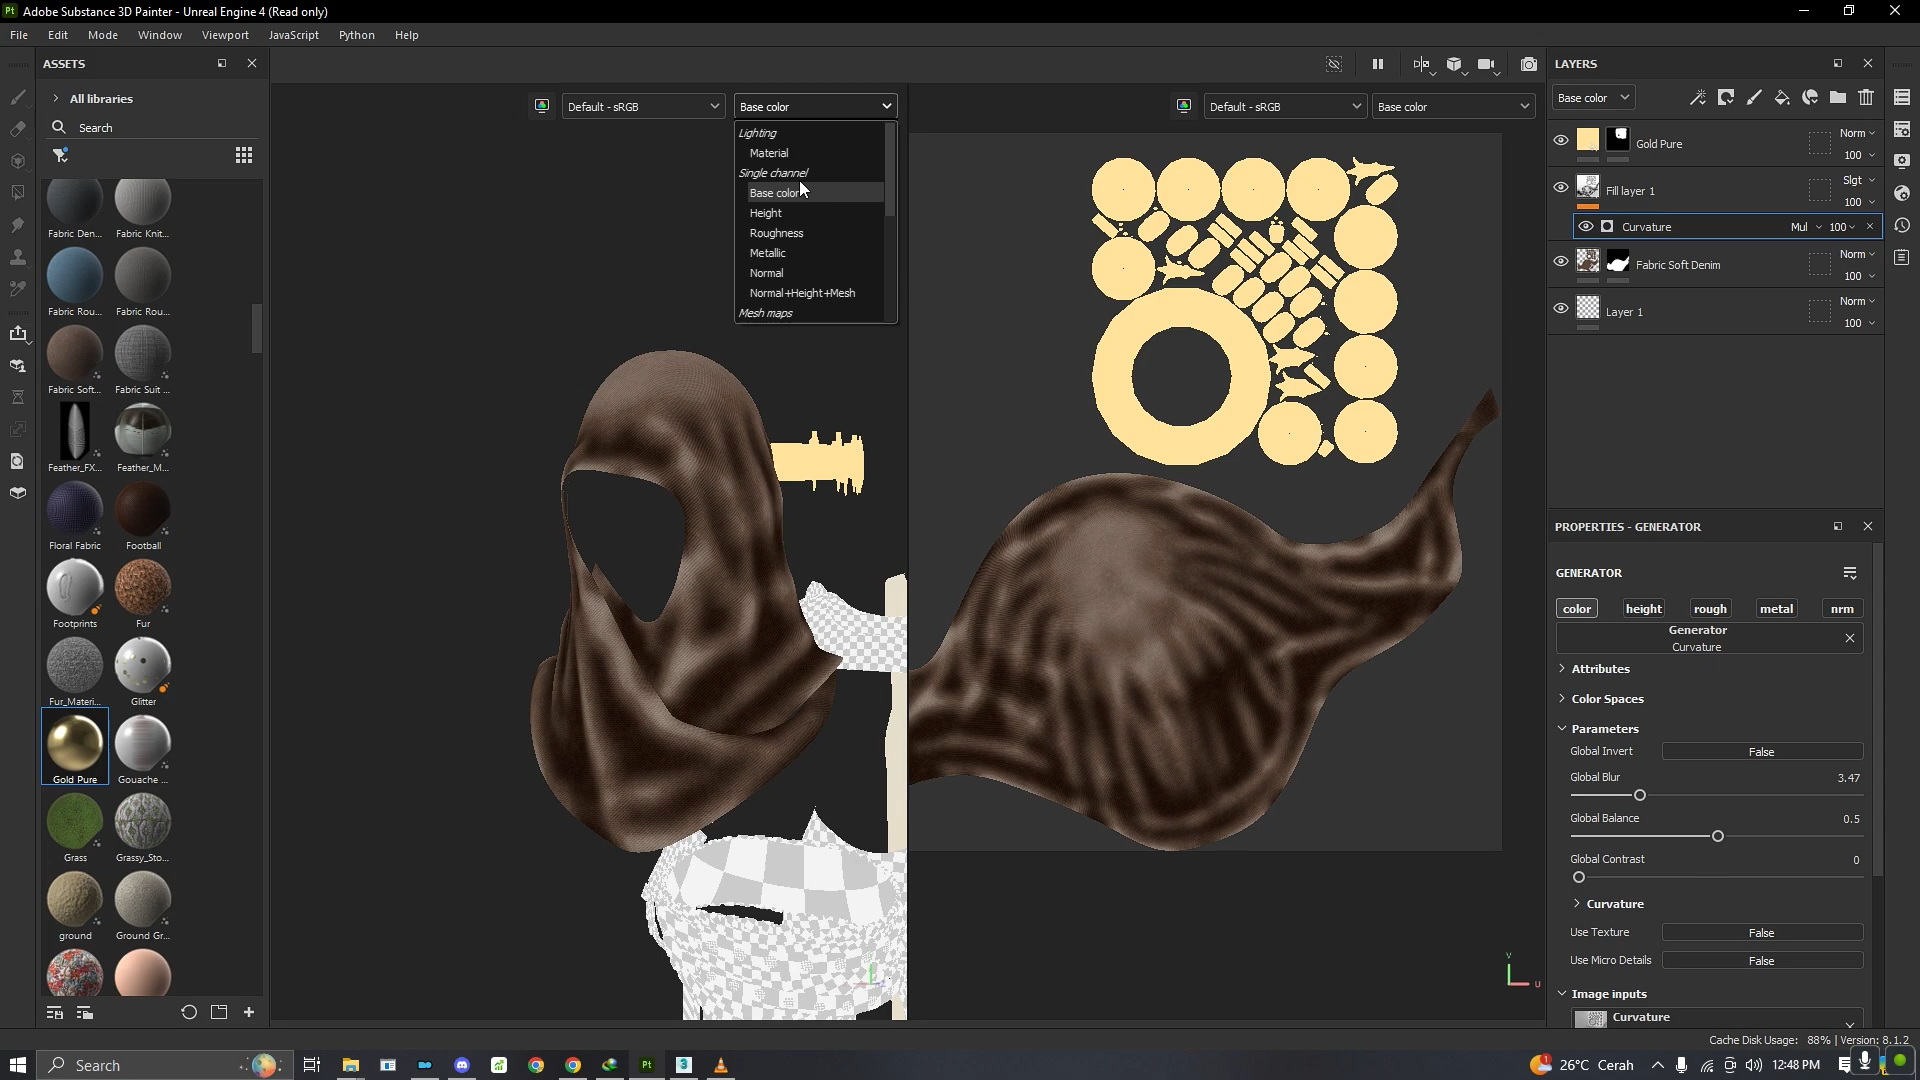 Adobe Substance 3D Painter - Unreal Engine 4 (Read only)
File Edit Mode Window Viewport JavaScript Python Help
ASSETS
All libraries
Search
Fabric Den... Fabric Knit...
Fabric Rou... Fabric Rou...
Fabric Soft... Fabric Suit ...
Feather_FX... Feather_M...
Floral Fabric Football
Footprints Fur
Fur_Materi... Glitter
Gold Pure Gouache ...
Grass Grassy_Sto...
ground Ground Gr...
Default - sRGB Base color
Lighting
Material
Single channel
Base color
Height
Roughness
Metallic
Normal
Normal+Height+Mesh
Mesh maps
Default - sRGB Base color
V
U
LAYERS
Base color
Gold Pure Norm 100
Fill layer 1 Slgt 100
Curvature Mul 100
Fabric Soft Denim Norm 100
Layer 1 Norm 100
PROPERTIES - GENERATOR
GENERATOR
color height rough metal nrm
Generator
Curvature
Attributes
Color Spaces
Parameters
Global Invert False
Global Blur 3.47
Global Balance 0.5
Global Contrast 0
Curvature
Use Texture False
Use Micro Details False
Image inputs
Curvature
Cache Disk Usage: 88% | Version: 8.1.2
Search
Pt
3
1
26°C Cerah
12:48 PM